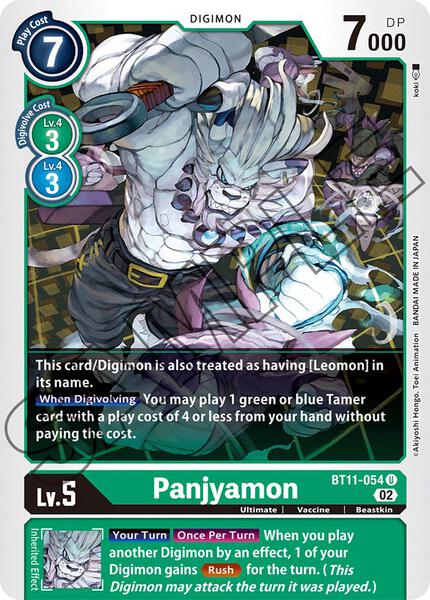 Play Cost
7
DIGIMON
7000 DP
Digivolve Cost
Lv.4
3
Lv.4
3
koki
©Akiyoshi Hongo, Toei Animation BANDAI MADE IN JAPAN
SAMPLE
This card/Digimon is also treated as having [Leomon] in
its name.
When Digivolving You may play 1 green or blue Tamer
card with a play cost of 4 or less from your hand without
paying the cost.
Lv.5
Panjyamon
BT11-054 U
02
Ultimate | Vaccine | Beastkin
Inherited Effect
Your Turn Once Per Turn When you play
another Digimon by an effect, 1 of your
Digimon gains Rush for the turn. (This
Digimon may attack the turn it was played.)